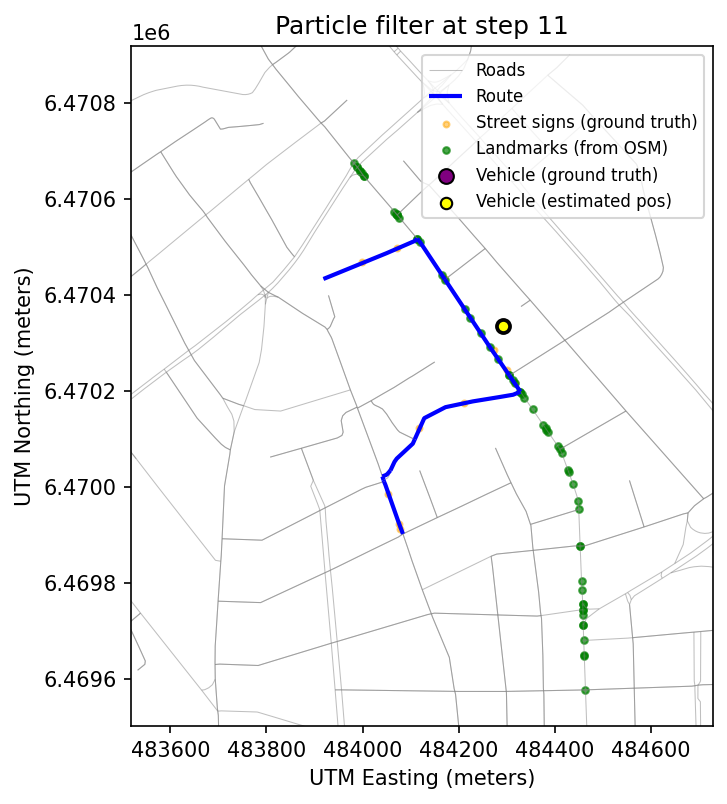 Particle filter at step 11
1e6
Roads
Route
Street signs (ground truth)
Landmarks (from OSM)
Vehicle (ground truth)
Vehicle (estimated pos)
UTM Northing (meters)
6.4708
6.4706
6.4704
6.4702
6.4700
6.4698
6.4696
483600 483800 484000 484200 484400 484600
UTM Easting (meters)